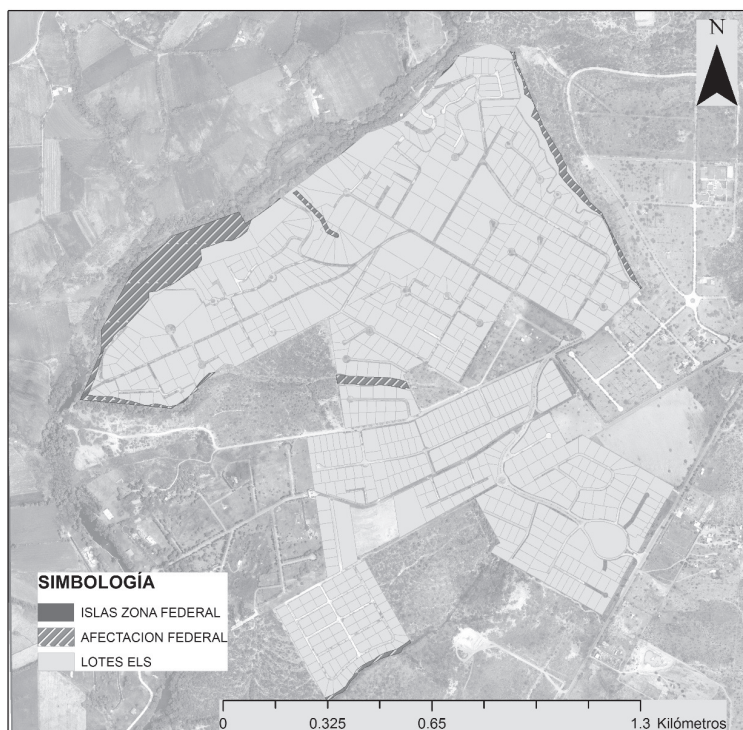 N
SIMBOLOGÍA
ISLAS ZONA FEDERAL
AFECTACION FEDERAL
LOTES ELS
0 0.325 0.65 1.3 Kilómetros